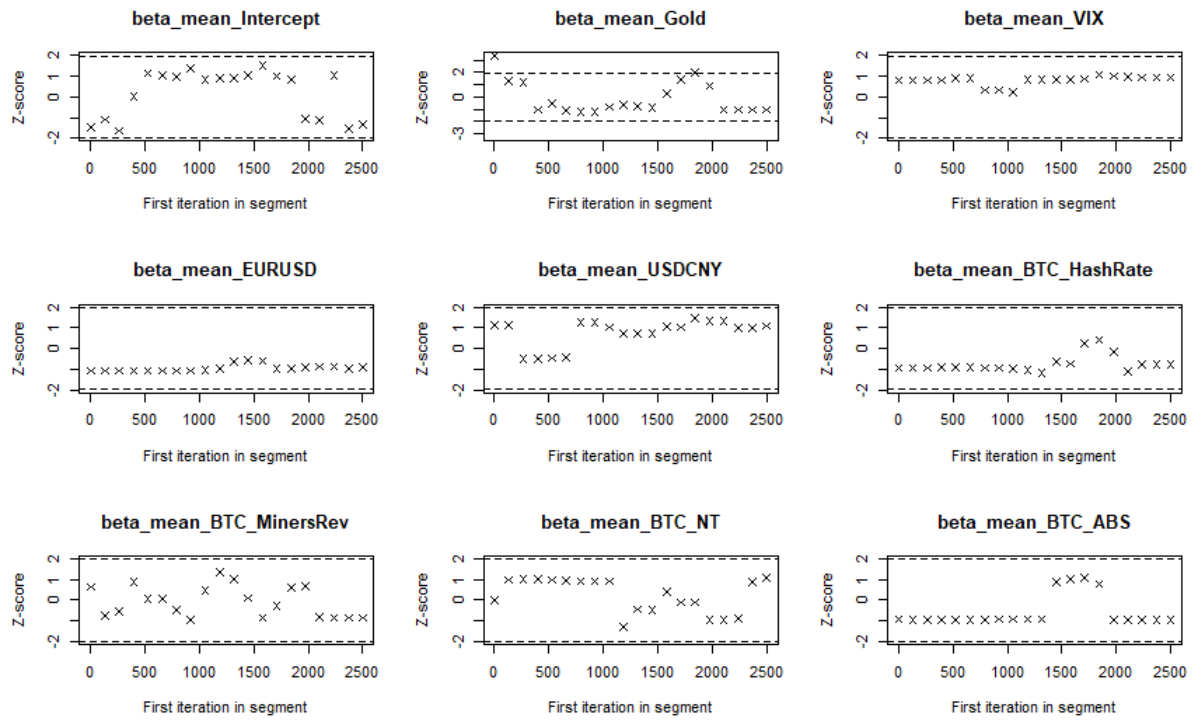 beta_mean_Intercept
beta_mean_Gold
beta_mean_VIX
Z-score
-2 0 1 2
0 500 1000 1500 2000 2500
First iteration in segment
Z-score
-3 0 2
0 500 1000 1500 2000 2500
First iteration in segment
Z-score
-2 0 1 2
0 500 1000 1500 2000 2500
First iteration in segment
beta_mean_EURUSD
beta_mean_USDCNY
beta_mean_BTC_HashRate
Z-score
-2 0 1 2
0 500 1000 1500 2000 2500
First iteration in segment
Z-score
-2 0 1 2
0 500 1000 1500 2000 2500
First iteration in segment
Z-score
-2 0 1 2
0 500 1000 1500 2000 2500
First iteration in segment
beta_mean_BTC_MinersRev
beta_mean_BTC_NT
beta_mean_BTC_ABS
Z-score
-2 0 1 2
0 500 1000 1500 2000 2500
First iteration in segment
Z-score
-2 0 1 2
0 500 1000 1500 2000 2500
First iteration in segment
Z-score
-2 0 1 2
0 500 1000 1500 2000 2500
First iteration in segment